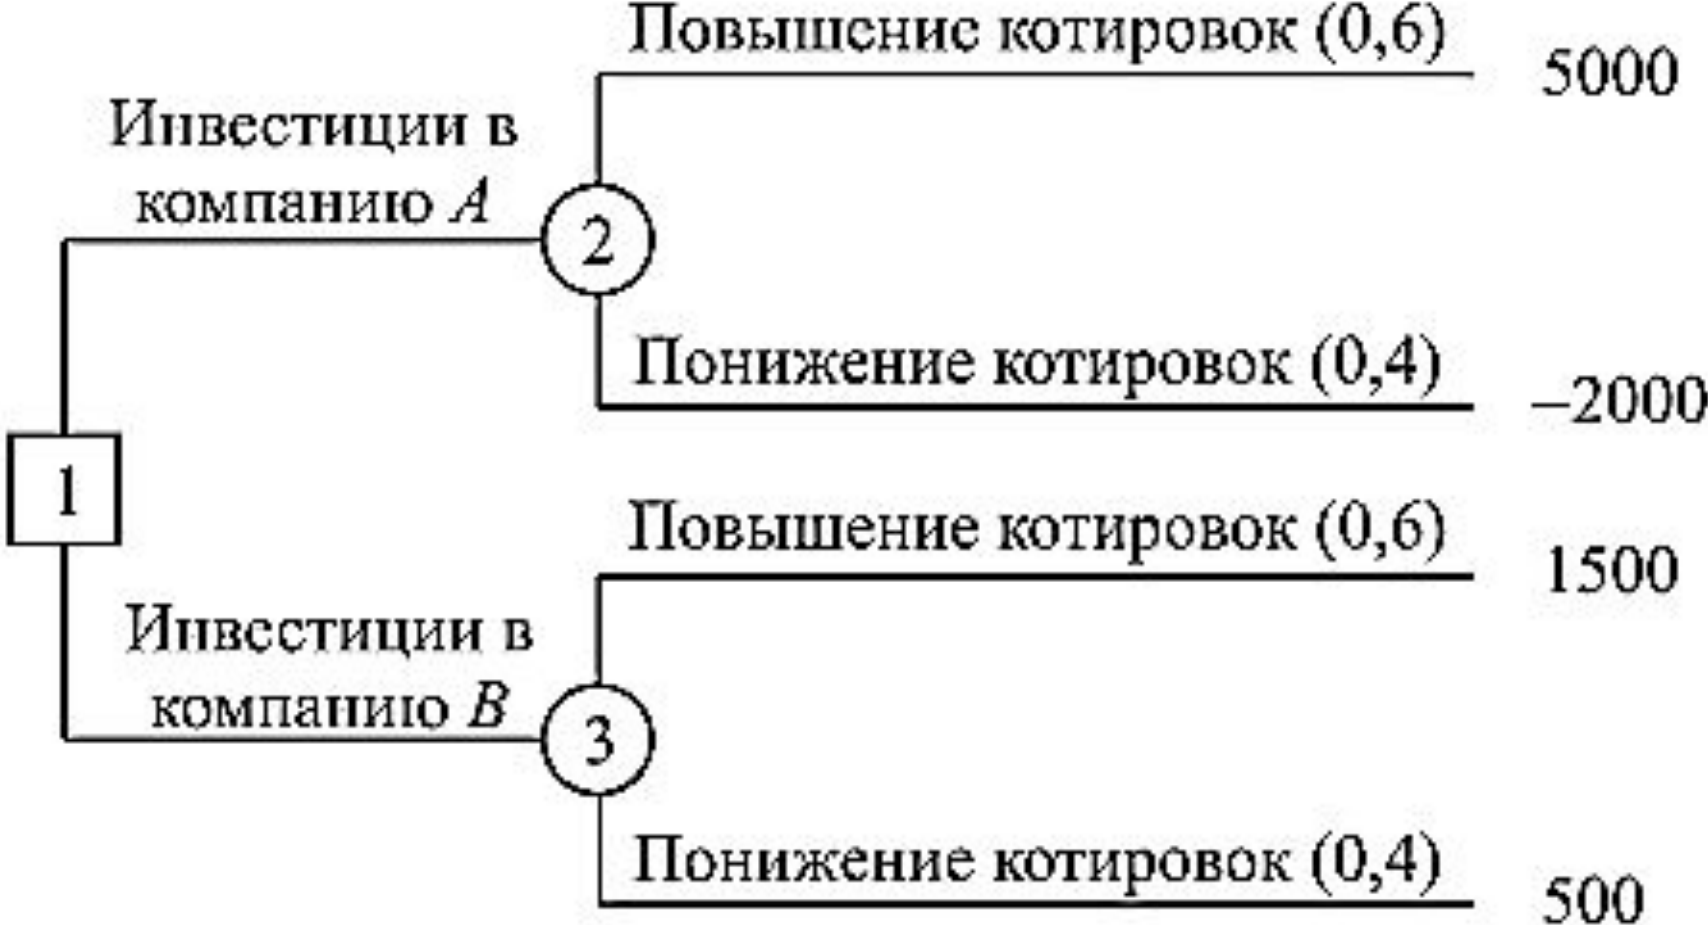 Повышение котировок (0,6)
5000
Инвестиции в
компанию A
2
Понижение котировок (0,4)
–2000
1
Повышение котировок (0,6)
1500
Инвестиции в
компанию B
3
Понижение котировок (0,4)
500